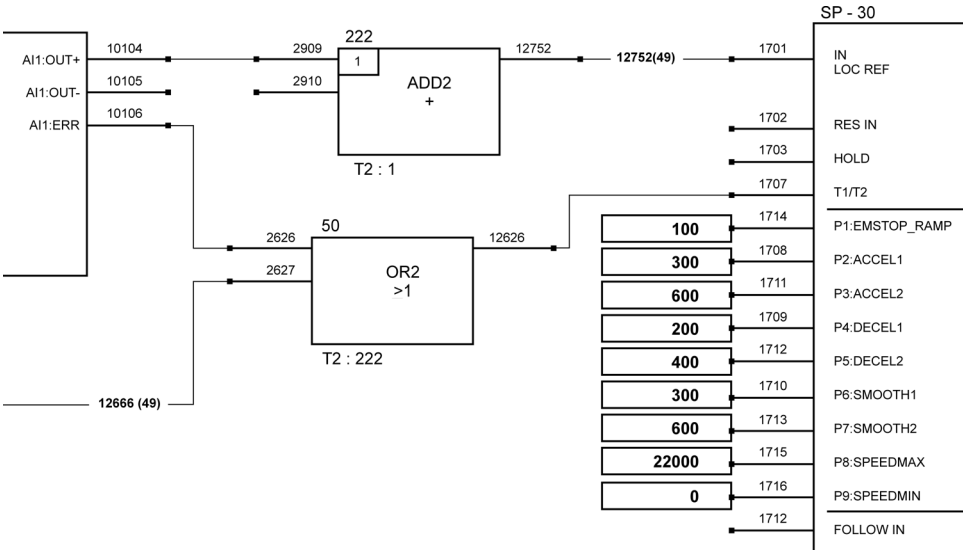 SP - 30
AI1:OUT+ 10104 2909 222 12752 12752(49) 1701 IN
LOC REF
1
ADD2
+
AI1:OUT- 10105 2910
AI1:ERR 10106
T2 : 1
1702 RES IN
1703 HOLD
1707 T1/T2
50
2626 12626
2627
OR2
≥1
T2 : 222
12666 (49)
100 1714 P1:EMSTOP_RAMP
300 1708 P2:ACCEL1
600 1711 P3:ACCEL2
200 1709 P4:DECEL1
400 1712 P5:DECEL2
300 1710 P6:SMOOTH1
600 1713 P7:SMOOTH2
22000 1715 P8:SPEEDMAX
0 1716 P9:SPEEDMIN
1712 FOLLOW IN